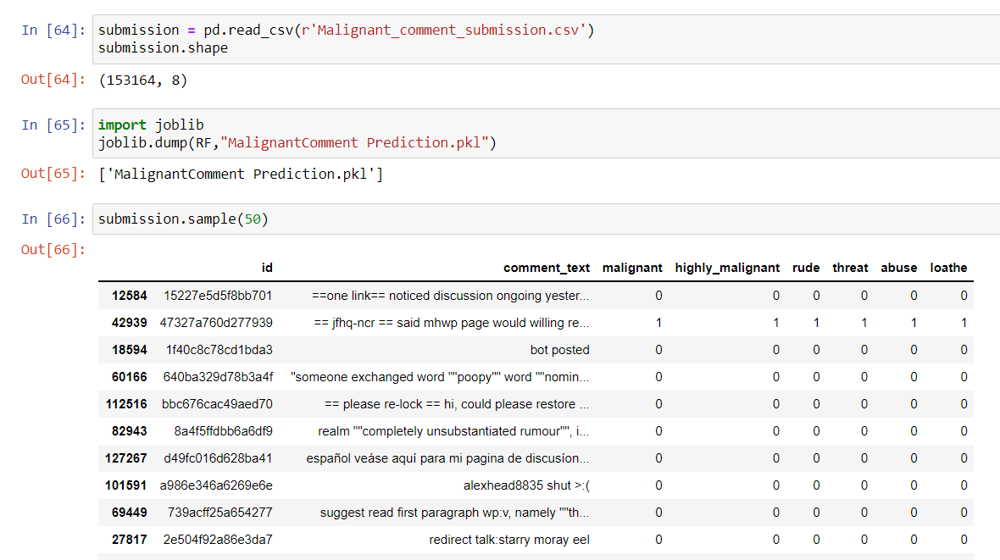 In [64]: submission = pd.read_csv(r'Malignant_comment_submission.csv')
submission.shape
Out[64]: (153164, 8)
In [65]: import joblib
joblib.dump(RF,"MalignantComment Prediction.pkl")
Out[65]: ['MalignantComment Prediction.pkl']
In [66]: submission.sample(50)
Out[66]:
id comment_text malignant highly_malignant rude threat abuse loathe
12584 15227e5d5f8bb701 ==one link== noticed discussion ongoing yester... 0 0 0 0 0 0
42939 47327a760d277939 == jfhq-ncr == said mhwp page would willing re... 1 1 1 1 1 1
18594 1f40c8c78cd1bda3 bot posted 0 0 0 0 0 0
60166 640ba329d78b3a4f "someone exchanged word ""poopy"" word ""nomin... 0 0 0 0 0 0
112516 bbc676cac49aed70 == please re-lock == hi, could please restore ... 0 0 0 0 0 0
82943 8a4f5ffdbb6a6df9 realm ""completely unsubstantiated rumour"", i... 0 0 0 0 0 0
127267 d49fc016d628ba41 español veáse aquí para mi pagina de discusíon... 0 0 0 0 0 0
101591 a986e346a6269e6e alexhead8835 shut >:( 0 0 0 0 0 0
69449 739acff25a654277 suggest read first paragraph wp:v, namely ""th... 0 0 0 0 0 0
27817 2e504f92a86e3da7 redirect talk:starry moray eel 0 0 0 0 0 0